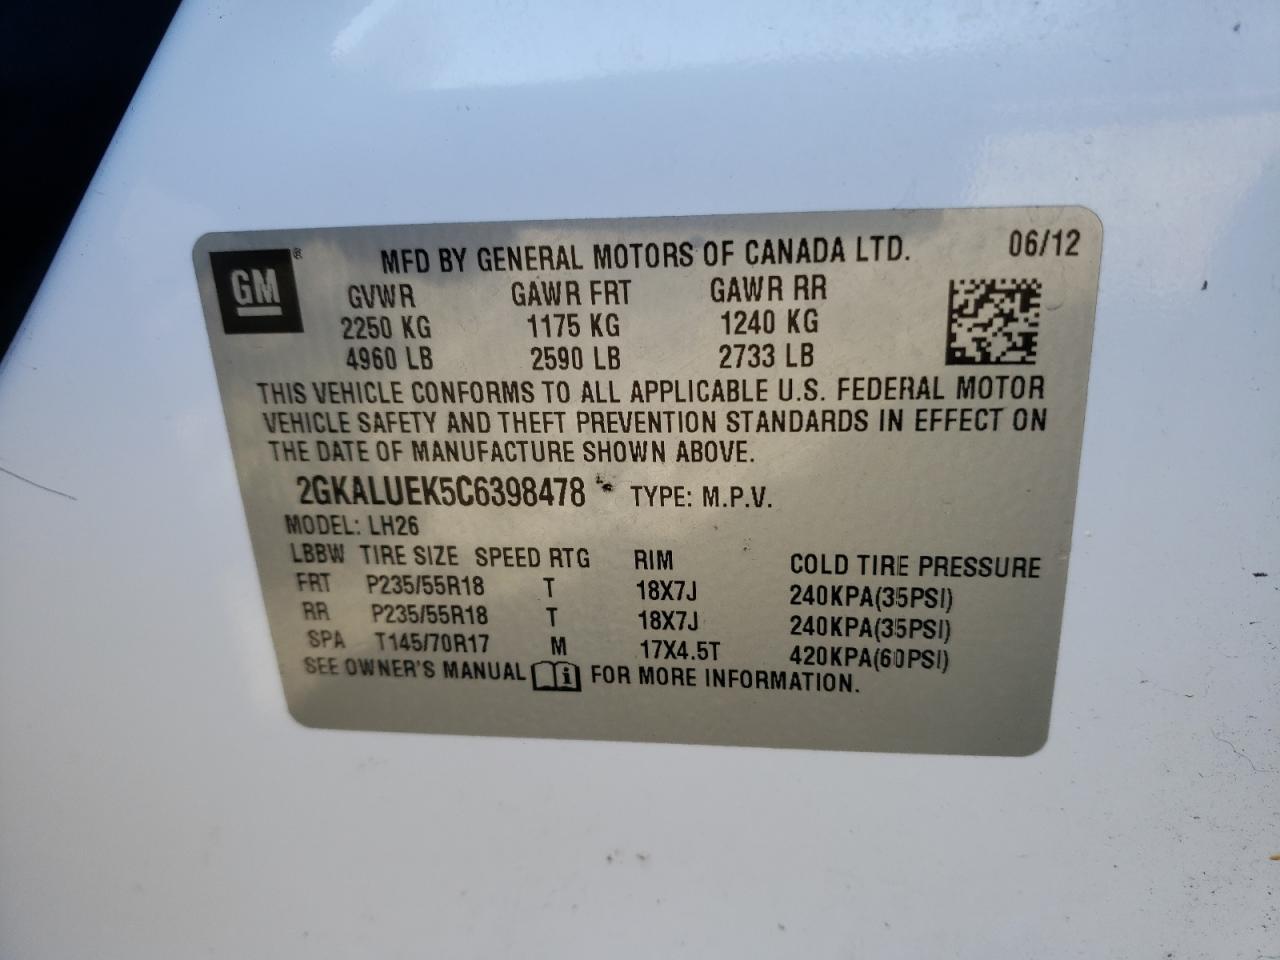 GM ®
MFD BY GENERAL MOTORS OF CANADA LTD. 06/12
GVWR GAWR FRT GAWR RR
2250 KG 1175 KG 1240 KG
4960 LB 2590 LB 2733 LB
THIS VEHICLE CONFORMS TO ALL APPLICABLE U.S. FEDERAL MOTOR
VEHICLE SAFETY AND THEFT PREVENTION STANDARDS IN EFFECT ON
THE DATE OF MANUFACTURE SHOWN ABOVE.
2GKALUEK5C6398478 TYPE: M.P.V.
MODEL: LH26
LBBW TIRE SIZE SPEED RTG RIM COLD TIRE PRESSURE
FRT P235/55R18 T 18X7J 240KPA(35PSI)
RR P235/55R18 T 18X7J 240KPA(35PSI)
SPA T145/70R17 M 17X4.5T 420KPA(60PSI)
SEE OWNER'S MANUAL i FOR MORE INFORMATION.